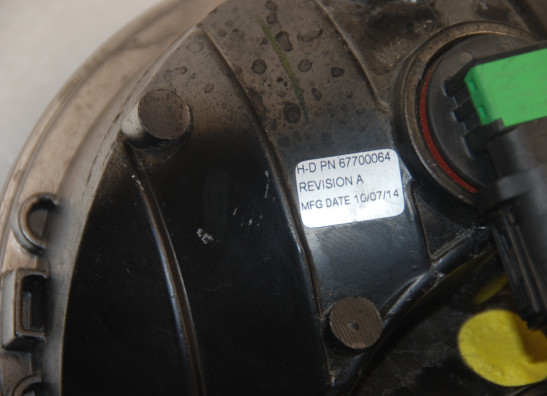 H-D PN 67700064
REVISION A
MFG DATE 10/07/14